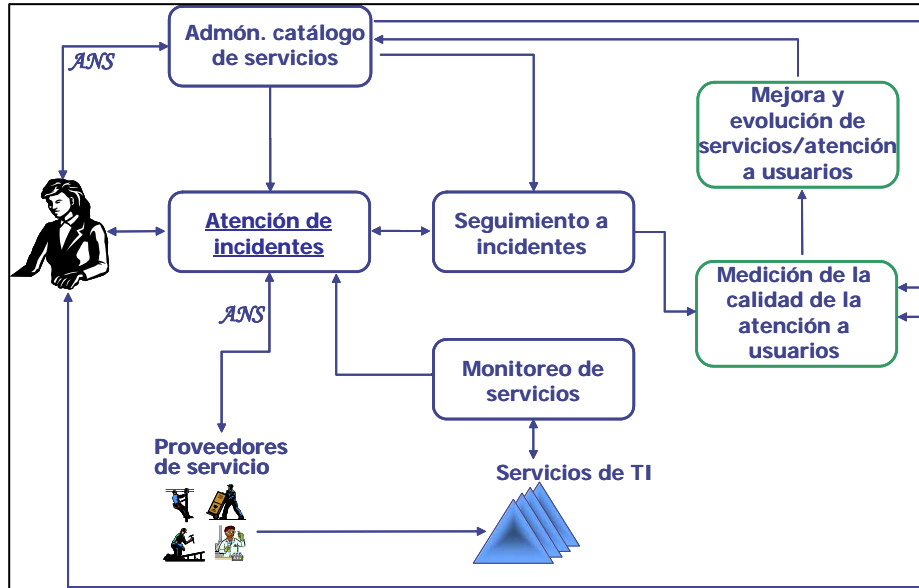 Admón. catálogo
de servicios
ANS
Mejora y
evolución de
servicios/atención
a usuarios
Atención de
incidentes
Seguimiento a
incidentes
Medición de la
calidad de la
atención a
usuarios
ANS
Monitoreo de
servicios
Proveedores
de servicio
Servicios de TI